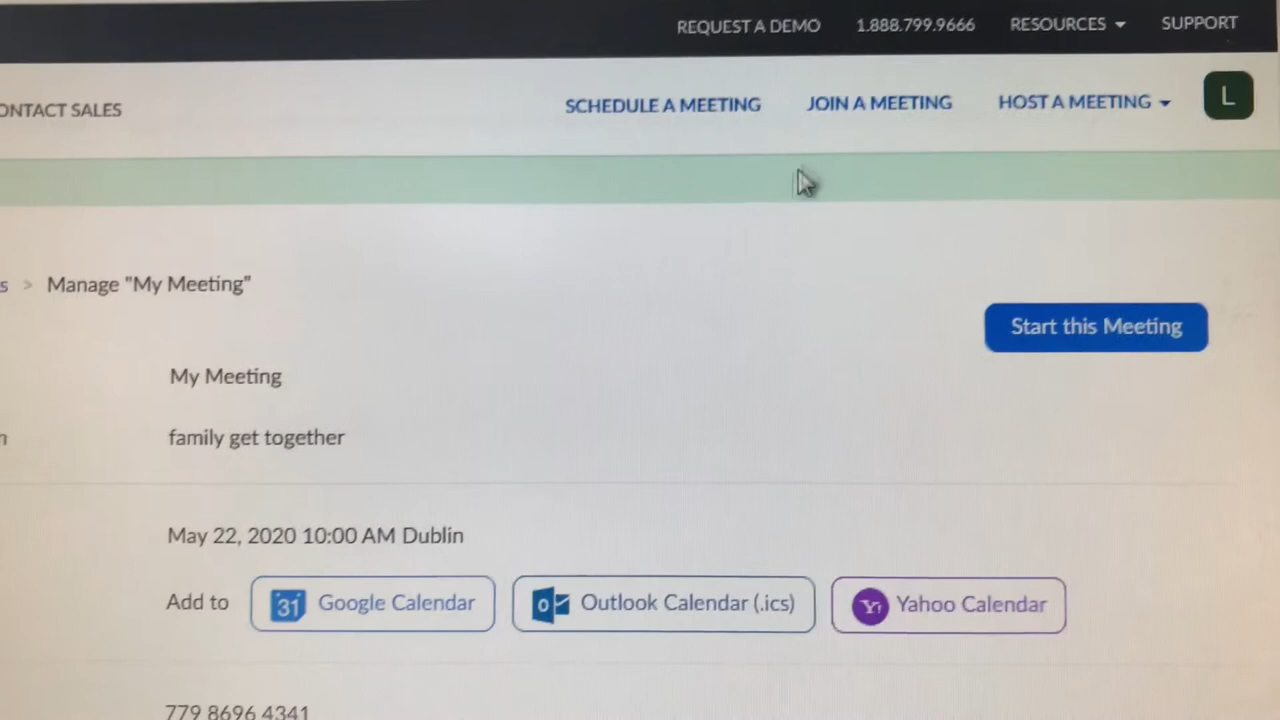 REQUEST A DEMO 1.888.799.9666 RESOURCES SUPPORT
ONTACT SALES SCHEDULE A MEETING JOIN A MEETING HOST A MEETING L
s > Manage "My Meeting"
Start this Meeting
My Meeting
n family get together
May 22, 2020 10:00 AM Dublin
Add to 31 Google Calendar Outlook Calendar (.ics) Yahoo Calendar
779 8696 4341